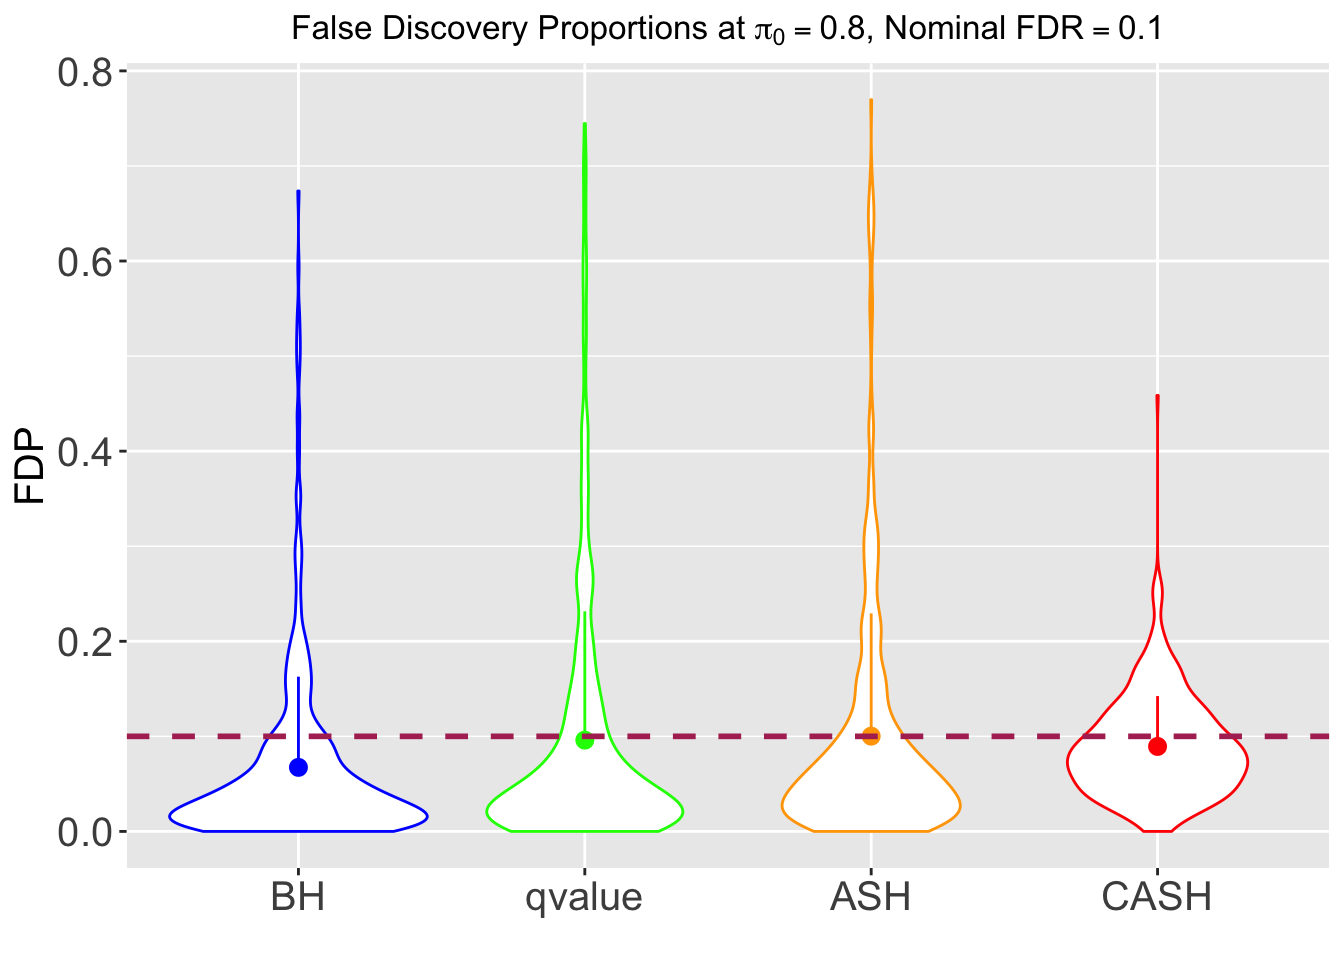 False Discovery Proportions at π₀ = 0.8, Nominal FDR = 0.1
FDP
0.8
0.6
0.4
0.2
0.0
BH qvalue ASH CASH